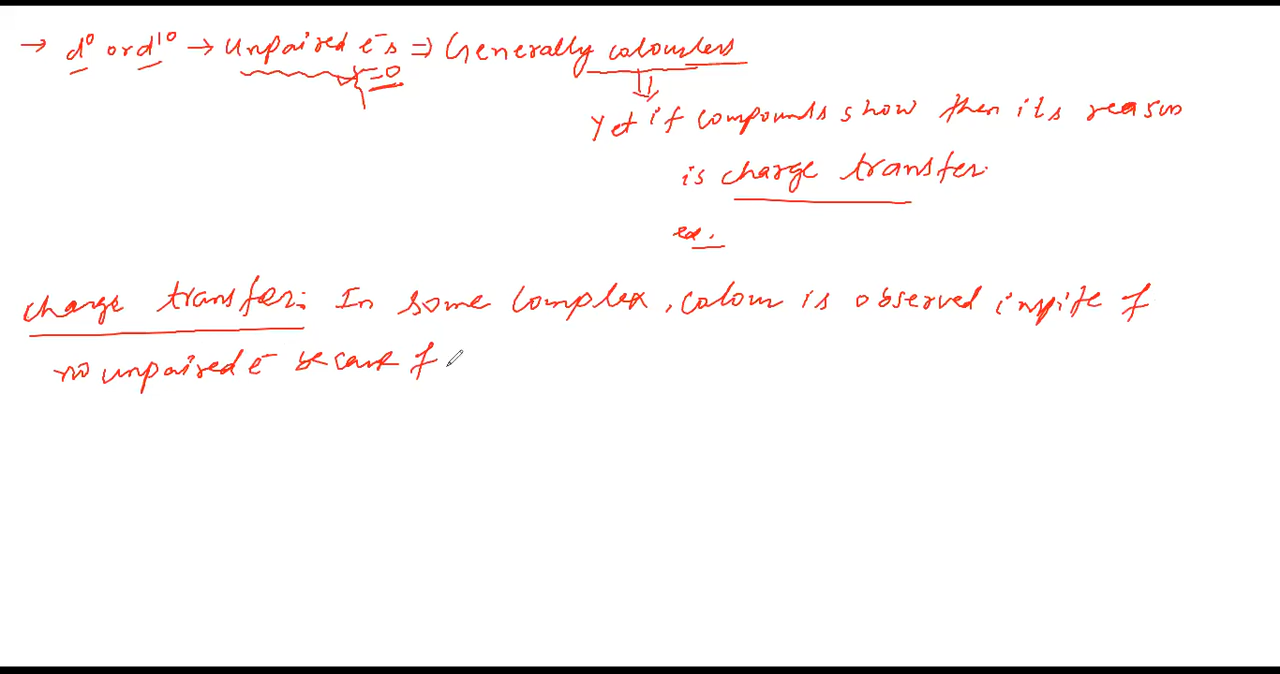 → d⁰ or d¹⁰ → Unpaired e⁻s ⇒ Generally colourless
= 0
Yet if compounds show then its reason
is charge transfer.
ex.
charge transfer: In some complex, colour is observed inspite of
no unpaired e⁻ because of